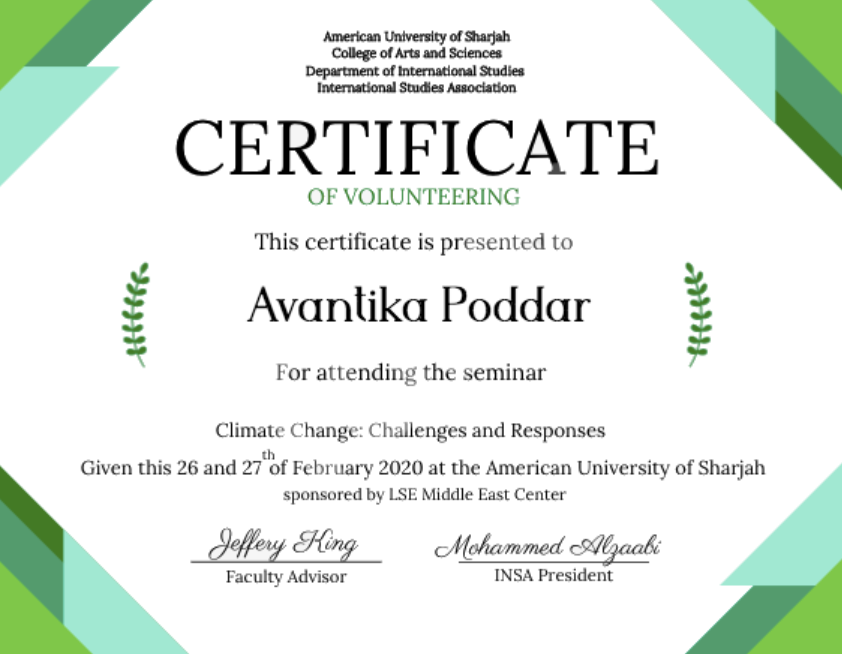 American University of Sharjah
College of Arts and Sciences
Department of International Studies
International Studies Association
CERTIFICATE
OF VOLUNTEERING
This certificate is presented to
Avantika Poddar
For attending the seminar
Climate Change: Challenges and Responses
Given this 26 and 27th of February 2020 at the American University of Sharjah
sponsored by LSE Middle East Center
Jeffery King
Faculty Advisor
Mohammed Alzaabi
INSA President